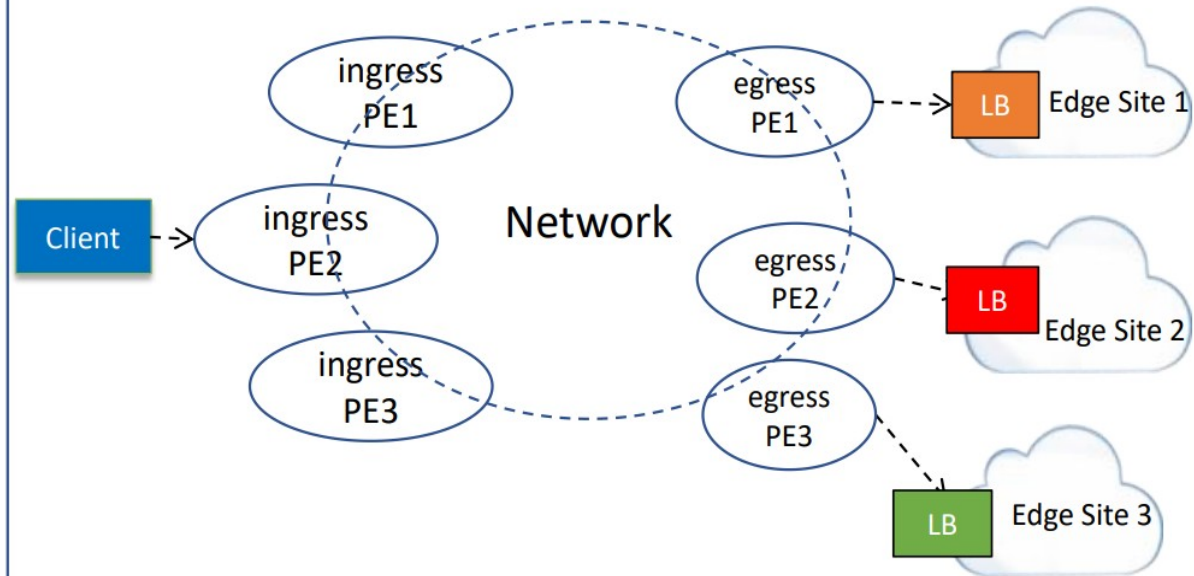 ingress
PE1
egress
PE1
LB
Edge Site 1
Client
ingress
PE2
Network
egress
PE2
LB
Edge Site 2
ingress
PE3
egress
PE3
LB
Edge Site 3